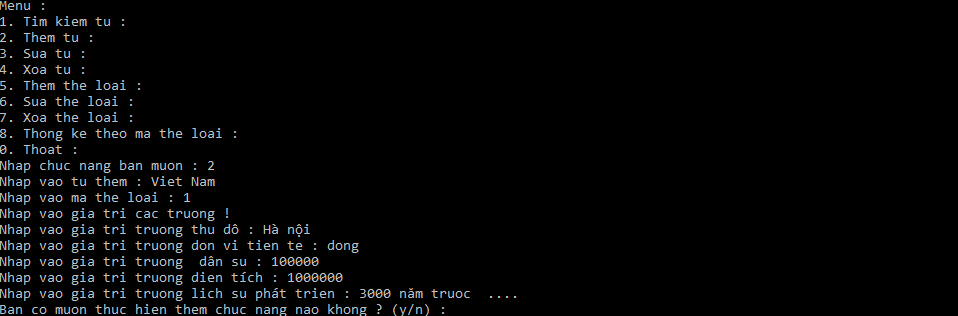 Menu :
1. Tim kiem tu :
2. Them tu :
3. Sua tu :
4. Xoa tu :
5. Them the loai :
6. Sua the loai :
7. Xoa the loai :
8. Thong ke theo ma the loai :
0. Thoat :
Nhap chuc nang ban muon : 2
Nhap vao tu them : Viet Nam
Nhap vao ma the loai : 1
Nhap vao gia tri cac truong !
Nhap vao gia tri truong thu dô : Hà nội
Nhap vao gia tri truong don vi tien te : dong
Nhap vao gia tri truong  dân su : 100000
Nhap vao gia tri truong dien tích : 1000000
Nhap vao gia tri truong lich su phát trien : 3000 năm truoc  ....
Ban co muon thuc hien them chuc nang nao khong ? (y/n) :